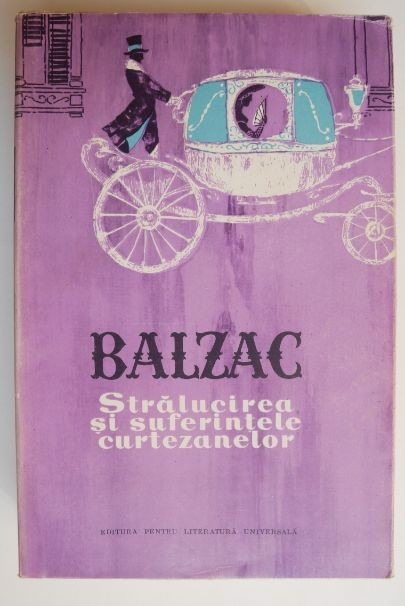 BALZAC
Strălucirea
și suferințele
curtezanelor
EDITURA PENTRU LITERATURĂ UNIVERSALĂ